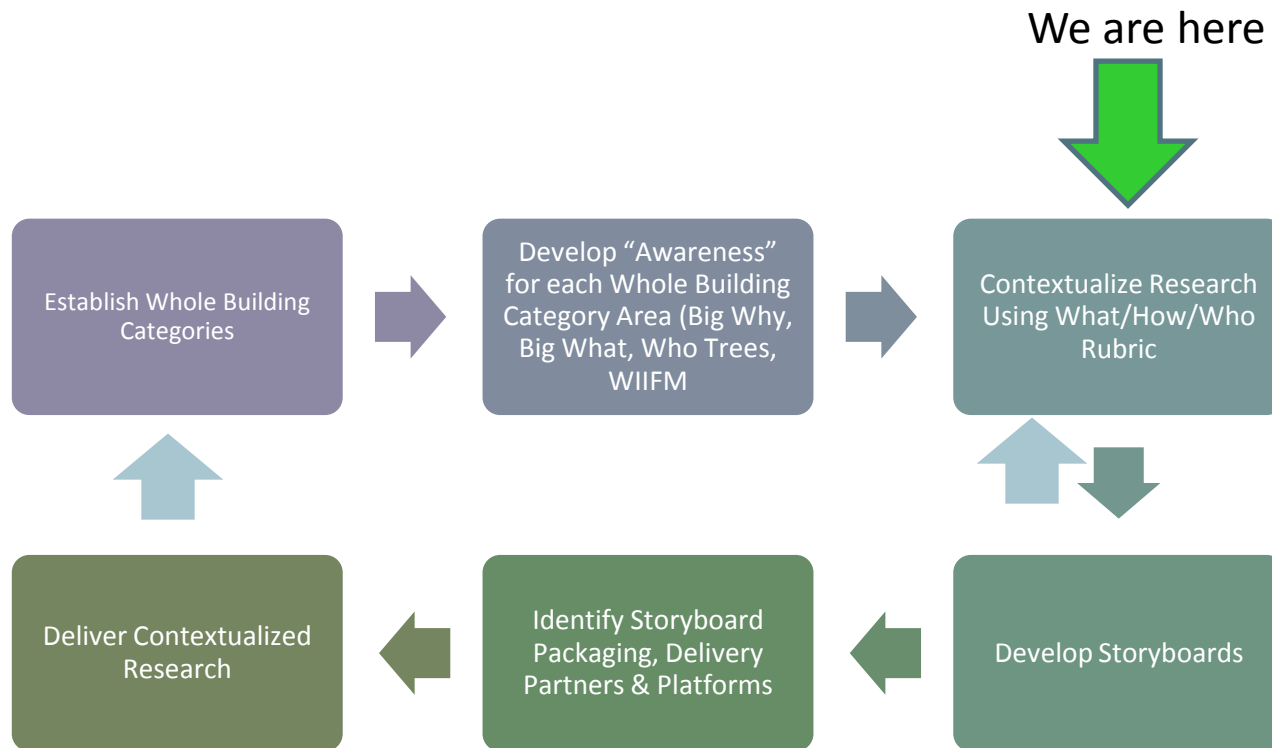 We are here
Establish Whole Building
Categories
Develop “Awareness”
for each Whole Building
Category Area (Big Why,
Big What, Who Trees,
WIIFM
Contextualize Research
Using What/How/Who
Rubric
Deliver Contextualized
Research
Identify Storyboard
Packaging, Delivery
Partners & Platforms
Develop Storyboards